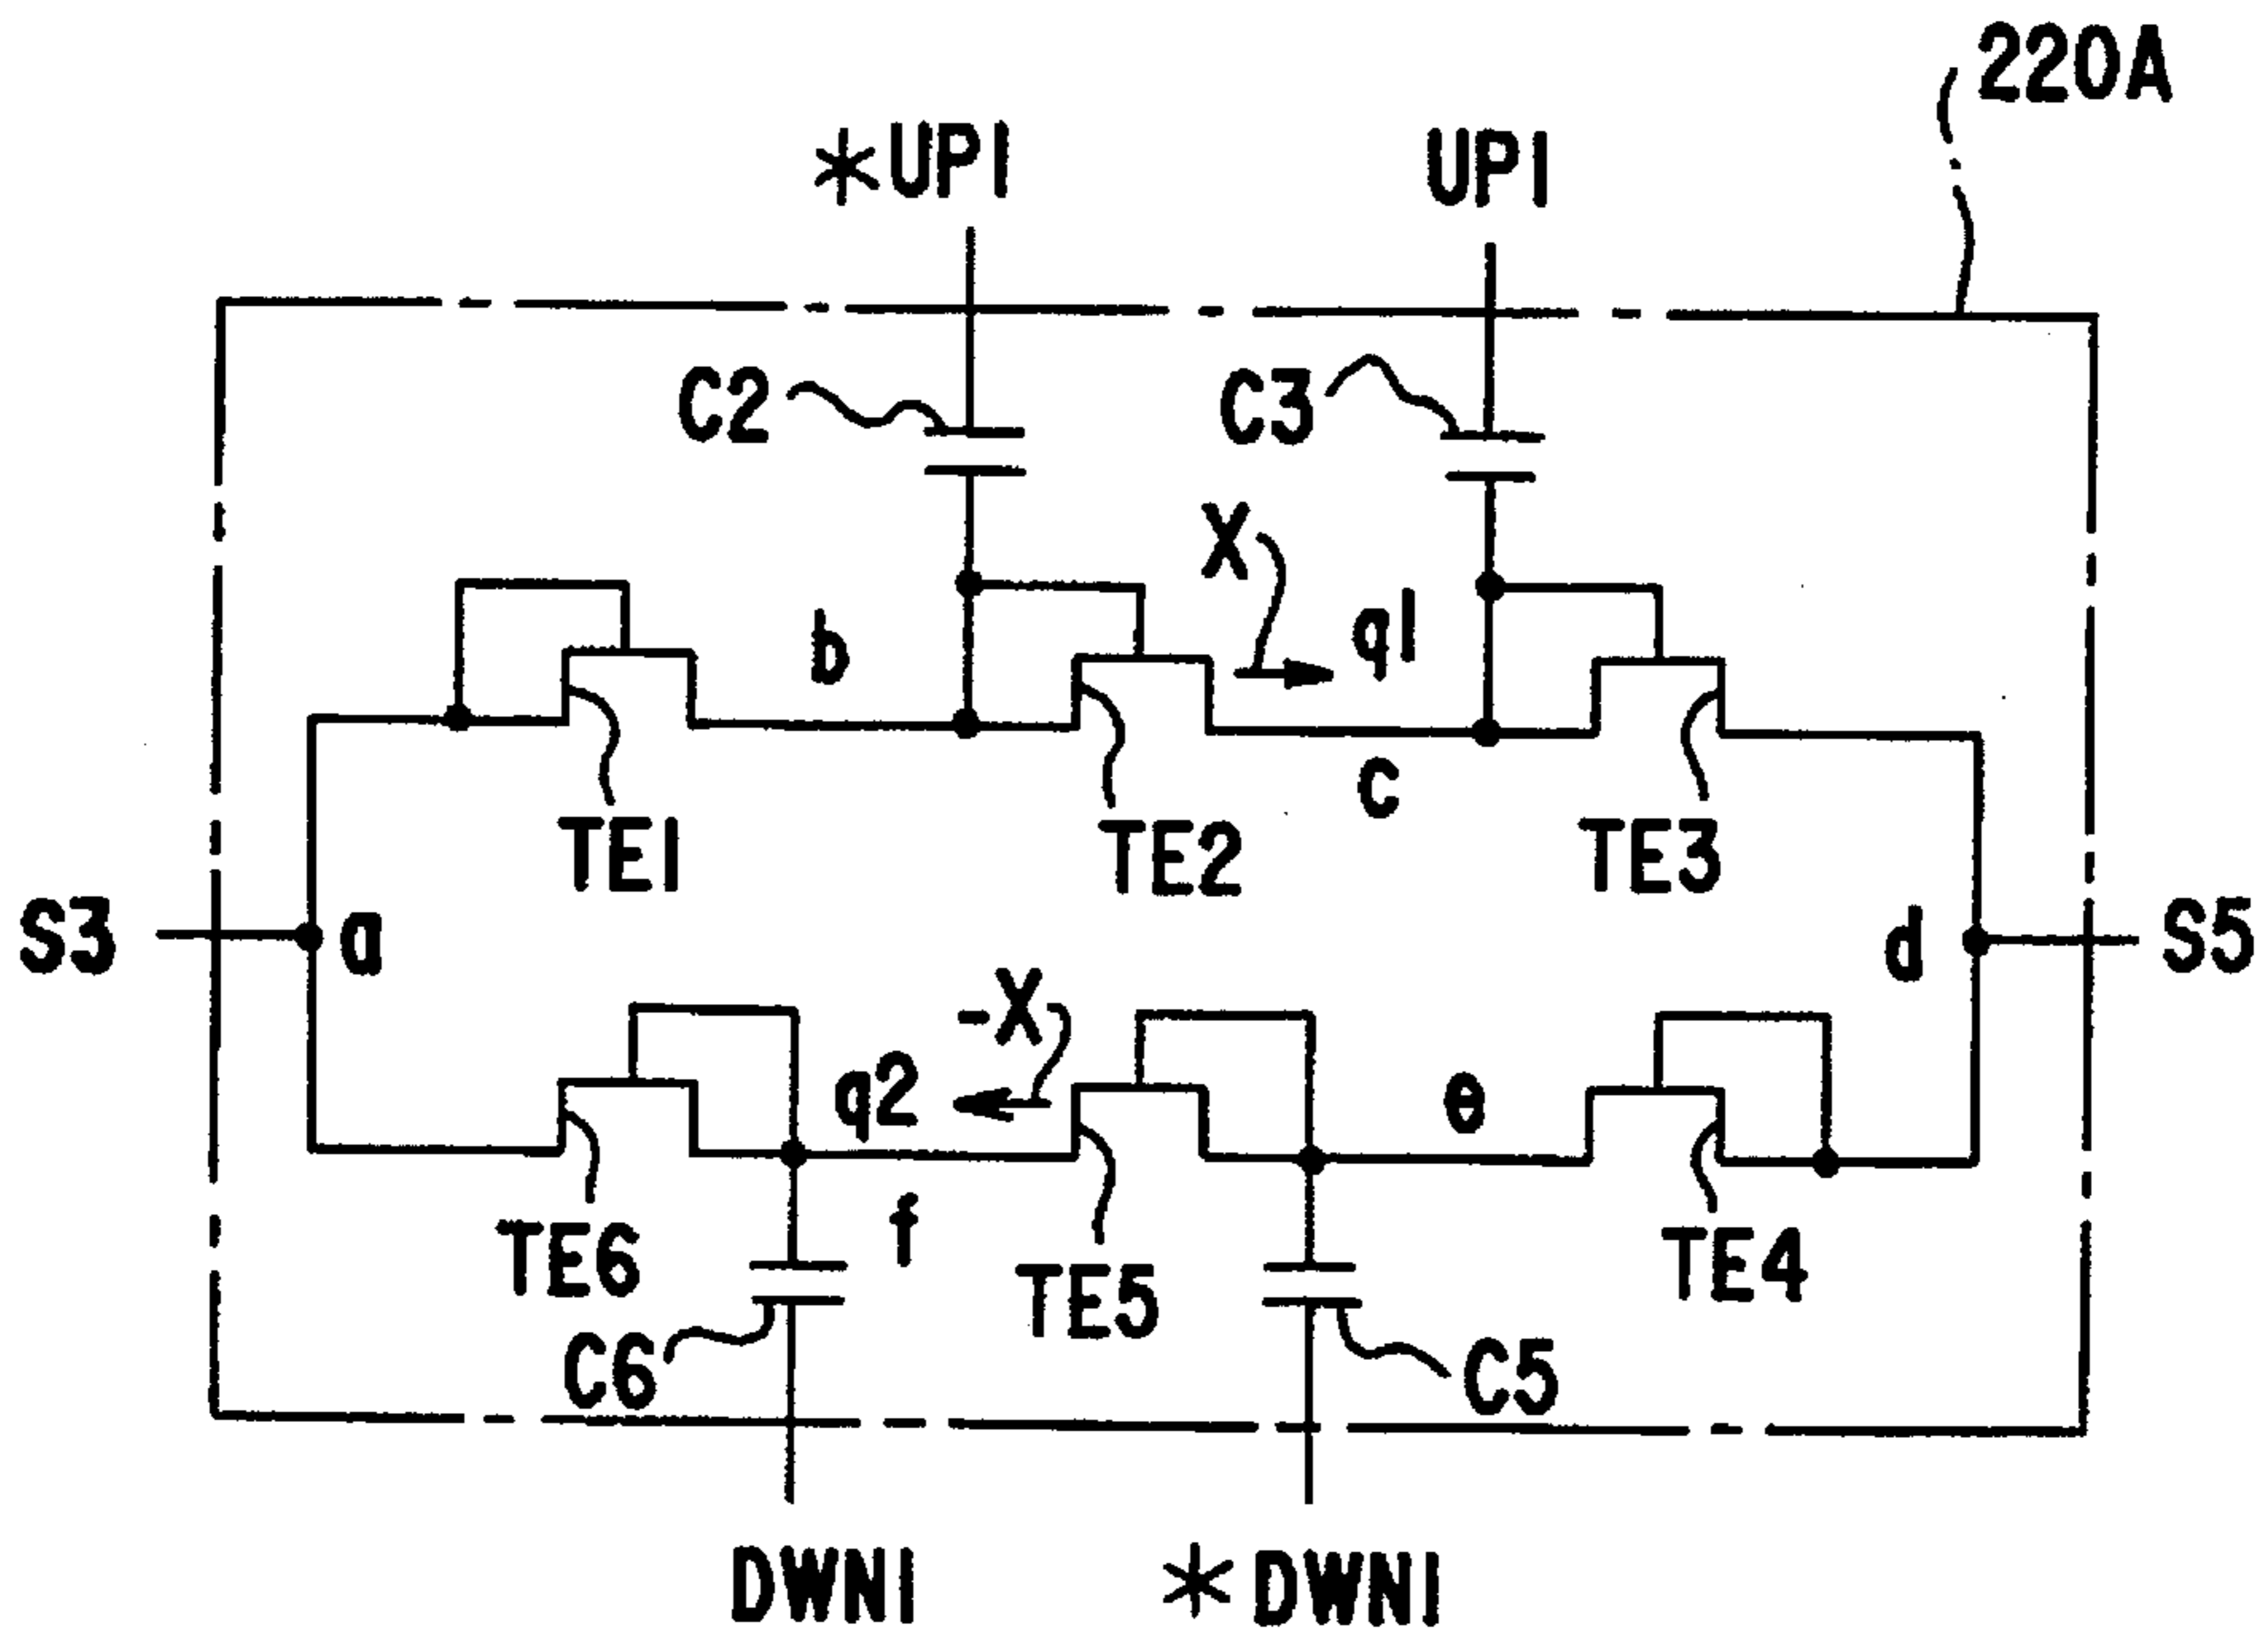 220A
*UP1
UP1
C2
C3
X
b
q1
c
TE1
TE2
TE3
S3
a
d
S5
-X
q2
e
TE6
f
TE5
TE4
C6
C5
DWN1
*DWN1